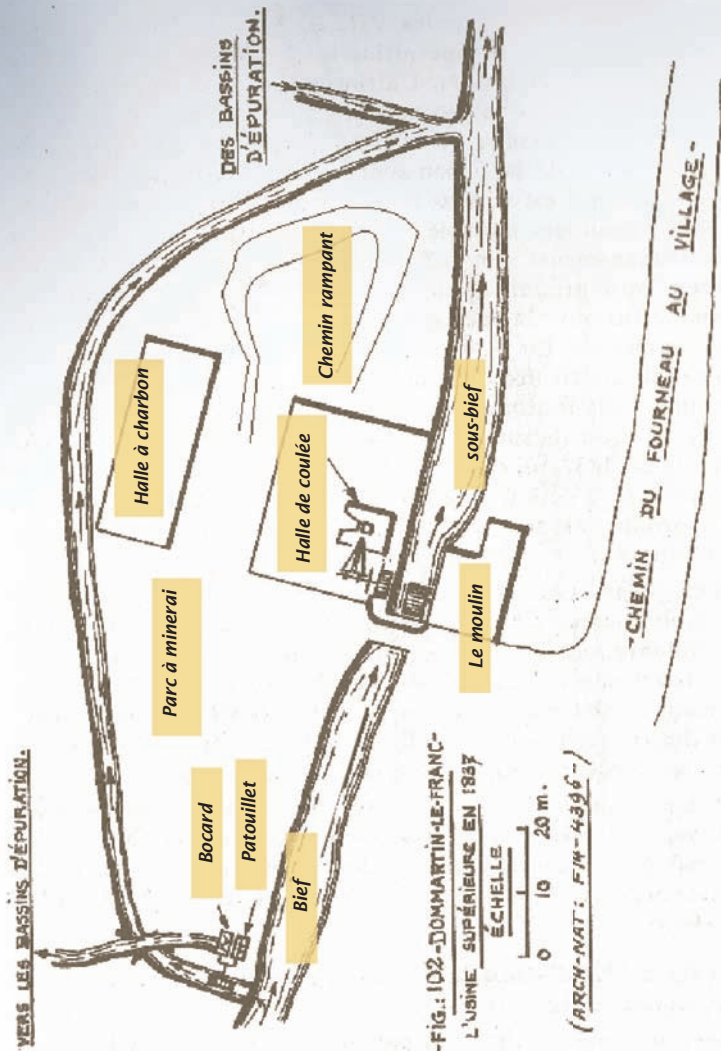 VERS LES BASSINS D'ÉPURATION.
DES BASSINS
D'ÉPURATION.
Halle à charbon
Parc à minerai
Chemin rampant
Bocard
Patouillet
Halle de coulée
Bief
sous-bief
Le moulin
-CHEMIN DU FOURNEAU AU VILLAGE-
-FIG.: 102-DOMMARTIN-LE-FRANC-
L'USINE SUPÉRIEURE EN 1837
ÉCHELLE
0 10 20 m.
(ARCH-NAT: F14-4396-)